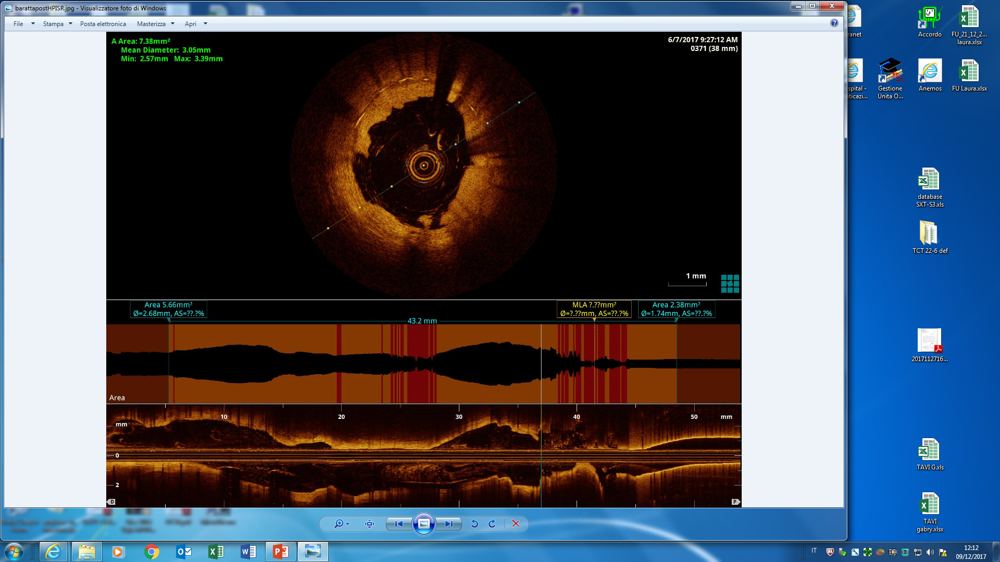 barattapostHPISR.jpg - Visualizzatore foto di Windows
File Stampa Posta elettronica Masterizza Apri
A Area: 7.38mm²
Mean Diameter: 3.05mm
Min: 2.57mm Max: 3.39mm
6/7/2017 9:27:12 AM
0371 (38 mm)
1 mm
Area 5.66mm²
Ø=2.68mm, AS=??.?%
MLA ?.??mm²
Ø=?.??mm, AS=??.?%
Area 2.38mm²
Ø=1.74mm, AS=??.?%
43.2 mm
Area
10 20 30 40 50 mm
mm
0
2
D P
ranet
Accordo
FU_21_12_2...
laura.xlsx
spital -
ticazi...
Gestione
Unita O...
Anemos
FU Laura.xlsx
database
SXT-S3.xls
TCT 22-6 def
2017112716...
TAVI G.xls
TAVI
gabry.xlsx
IT
12:12
09/12/2017